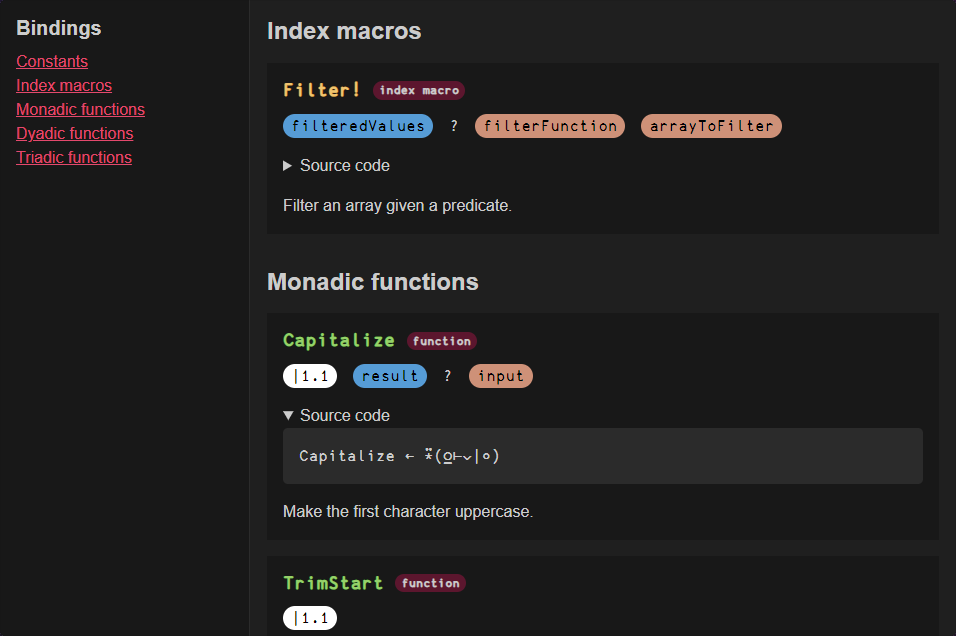 Bindings
Constants
Index macros
Monadic functions
Dyadic functions
Triadic functions
Index macros
Filter! index macro
filteredValues ? filterFunction arrayToFilter
▶ Source code
Filter an array given a predicate.
Monadic functions
Capitalize function
|1.1 result ? input
▼ Source code
Capitalize ←
Make the first character uppercase.
TrimStart function
|1.1